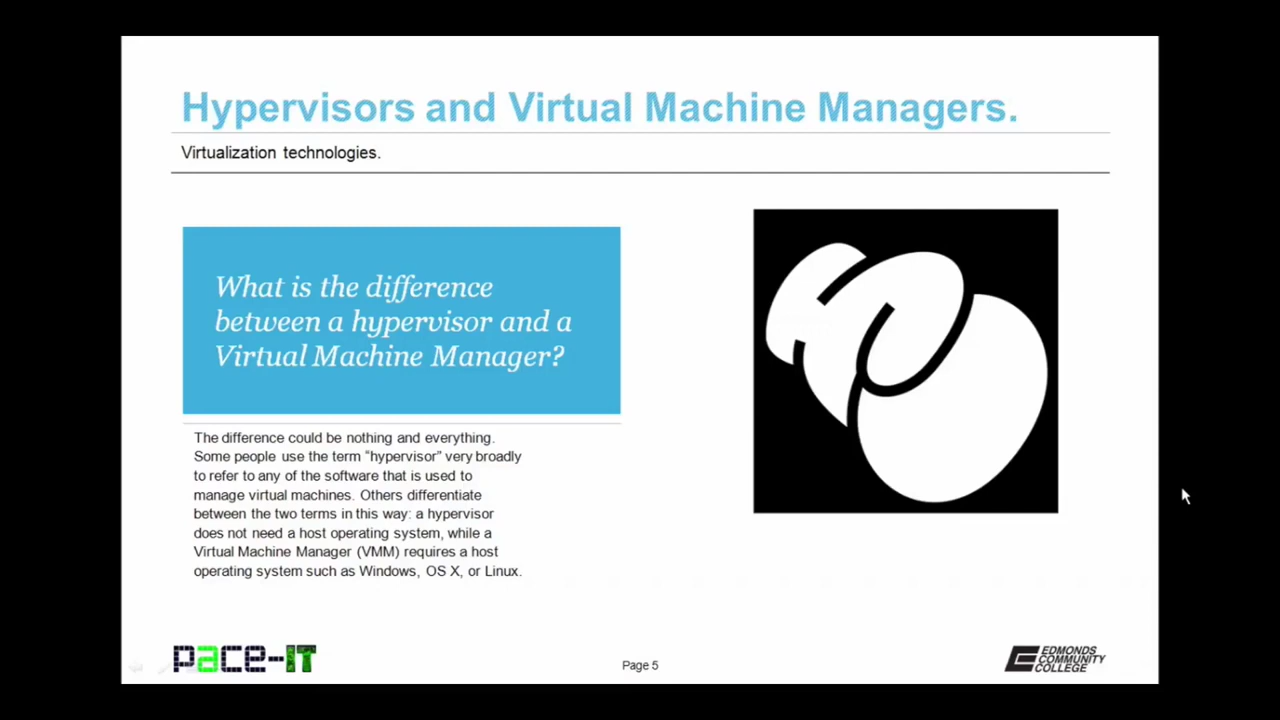 Hypervisors and Virtual Machine Managers.
Virtualization technologies.
What is the difference
between a hypervisor and a
Virtual Machine Manager?
The difference could be nothing and everything.
Some people use the term “hypervisor” very broadly
to refer to any of the software that is used to
manage virtual machines. Others differentiate
between the two terms in this way: a hypervisor
does not need a host operating system, while a
Virtual Machine Manager (VMM) requires a host
operating system such as Windows, OS X, or Linux.
pace-IT
Page 5
EDMONDS
COMMUNITY
COLLEGE